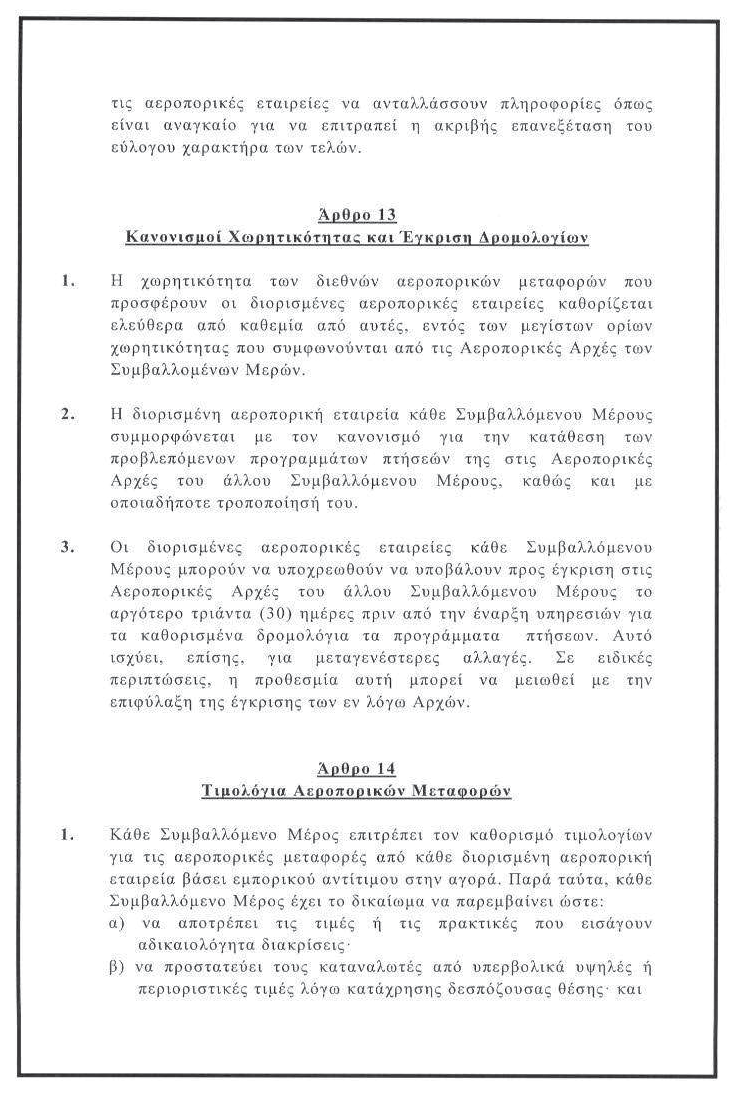 τις αεροπορικές εταιρείες να ανταλλάσσουν πληροφορίες όπως
είναι αναγκαίο για να επιτραπεί η ακριβής επανεξέταση του
εύλογου χαρακτήρα των τελών.
Άρθρο 13
Κανονισμοί Χωρητικότητας και Έγκριση Δρομολογίων
1. Η χωρητικότητα των διεθνών αεροπορικών μεταφορών που
προσφέρουν οι διορισμένες αεροπορικές εταιρείες καθορίζεται
ελεύθερα από καθεμία από αυτές, εντός των μεγίστων ορίων
χωρητικότητας που συμφωνούνται από τις Αεροπορικές Αρχές των
Συμβαλλομένων Μερών.
2. Η διορισμένη αεροπορική εταιρεία κάθε Συμβαλλόμενου Μέρους
συμμορφώνεται με τον κανονισμό για την κατάθεση των
προβλεπόμενων προγραμμάτων πτήσεών της στις Αεροπορικές
Αρχές του άλλου Συμβαλλόμενου Μέρους, καθώς και με
οποιαδήποτε τροποποίησή του.
3. Οι διορισμένες αεροπορικές εταιρείες κάθε Συμβαλλόμενου
Μέρους μπορούν να υποχρεωθούν να υποβάλουν προς έγκριση στις
Αεροπορικές Αρχές του άλλου Συμβαλλόμενου Μέρους το
αργότερο τριάντα (30) ημέρες πριν από την έναρξη υπηρεσιών για
τα καθορισμένα δρομολόγια τα προγράμματα πτήσεων. Αυτό
ισχύει, επίσης, για μεταγενέστερες αλλαγές. Σε ειδικές
περιπτώσεις, η προθεσμία αυτή μπορεί να μειωθεί με την
επιφύλαξη της έγκρισης των εν λόγω Αρχών.
Άρθρο 14
Τιμολόγια Αεροπορικών Μεταφορών
1. Κάθε Συμβαλλόμενο Μέρος επιτρέπει τον καθορισμό τιμολογίων
για τις αεροπορικές μεταφορές από κάθε διορισμένη αεροπορική
εταιρεία βάσει εμπορικού αντίτιμου στην αγορά. Παρά ταύτα, κάθε
Συμβαλλόμενο Μέρος έχει το δικαίωμα να παρεμβαίνει ώστε:
α) να αποτρέπει τις τιμές ή τις πρακτικές που εισάγουν
αδικαιολόγητα διακρίσεις·
β) να προστατεύει τους καταναλωτές από υπερβολικά υψηλές ή
περιοριστικές τιμές λόγω κατάχρησης δεσπόζουσας θέσης· και